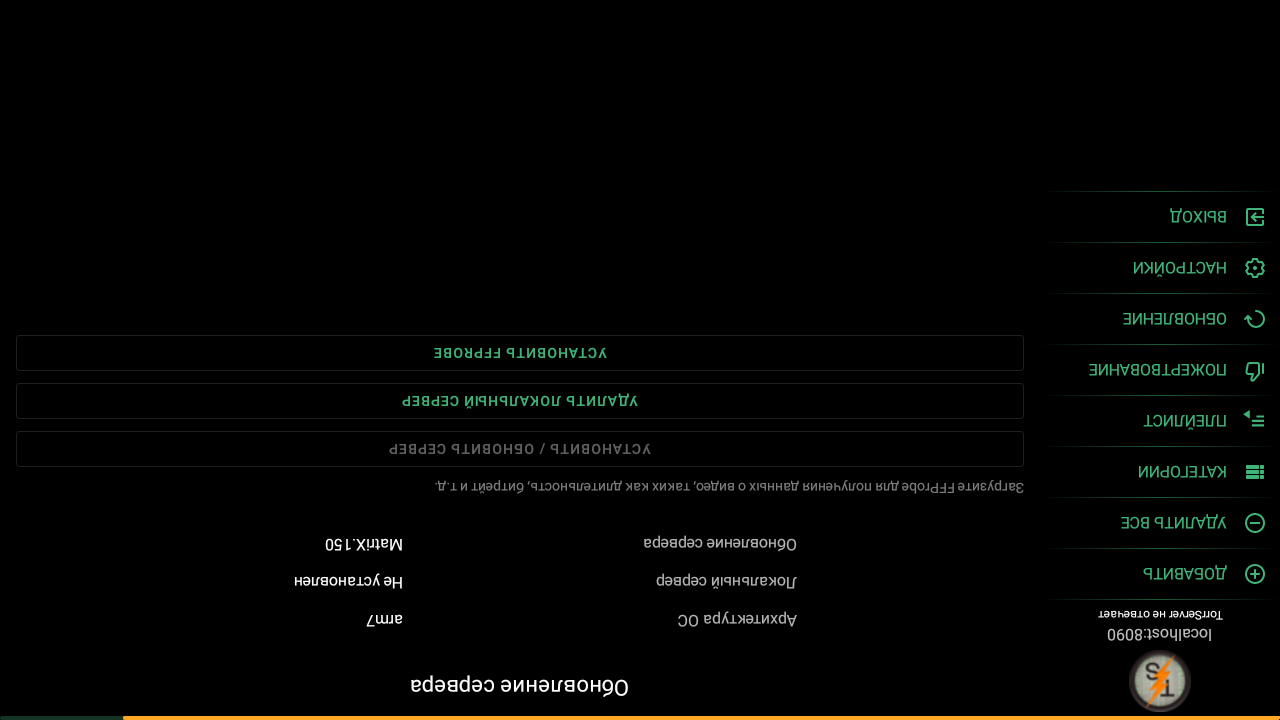 TS
localhost:8090
TorrServer не отвечает
ДОБАВИТЬ
УДАЛИТЬ ВСЕ
КАТЕГОРИИ
ПЛЕЙЛИСТ
ПОЖЕРТВОВАНИЕ
ОБНОВЛЕНИЕ
НАСТРОЙКИ
ВЫХОД
Обновление сервера
Архитектура ОС
arm7
Локальный сервер
Не установлен
Обновление сервера
MatriX.150
Загрузите FFProbe для получения данных о видео, таких как длительность, битрейт и т.д.
УСТАНОВИТЬ / ОБНОВИТЬ СЕРВЕР
УДАЛИТЬ ЛОКАЛЬНЫЙ СЕРВЕР
УСТАНОВИТЬ FFPROBE